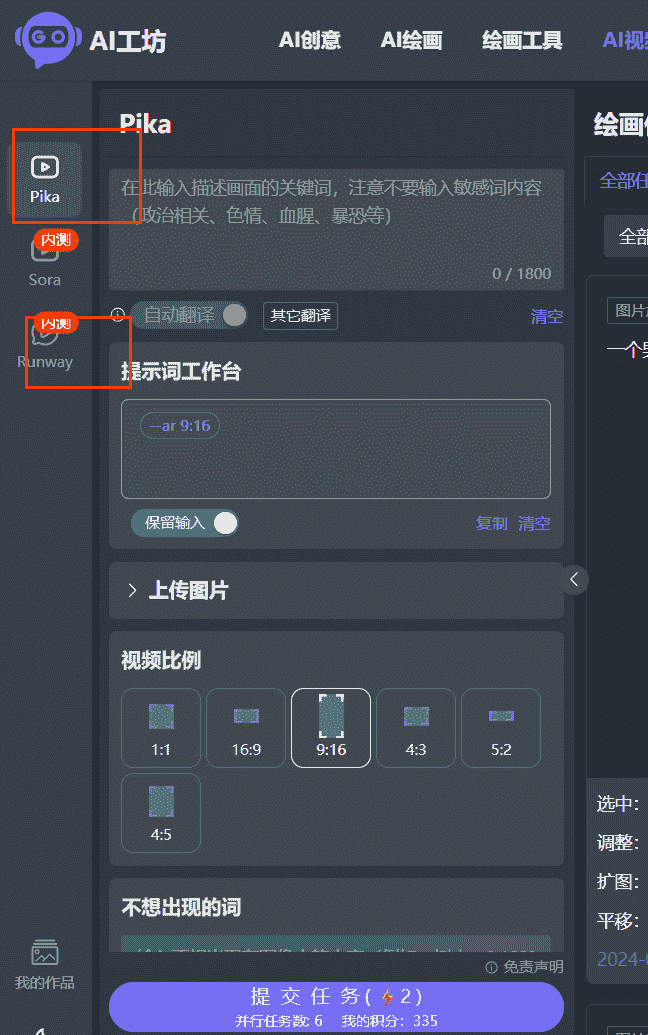 GO AI工坊 AI创意 AI绘画 绘画工具 AI视
Pika
绘画
在此输入描述画面的关键词，注意不要输入敏感词内容
（政治相关、色情、血腥、暴恐等）
0 / 1800
Pika
内测
Sora
内测
Runway
自动翻译 其它翻译 清空
提示词工作台
--ar 9:16
保留输入 复制 清空
上传图片
视频比例
1:1 16:9 9:16 4:3 5:2
4:5
不想出现的词
免责声明
提交任务(⚡2)
并行任务数: 6 我的积分: 335
我的作品
全部任
全部
图片
一个
选中:
调整:
扩图:
平移:
2024-